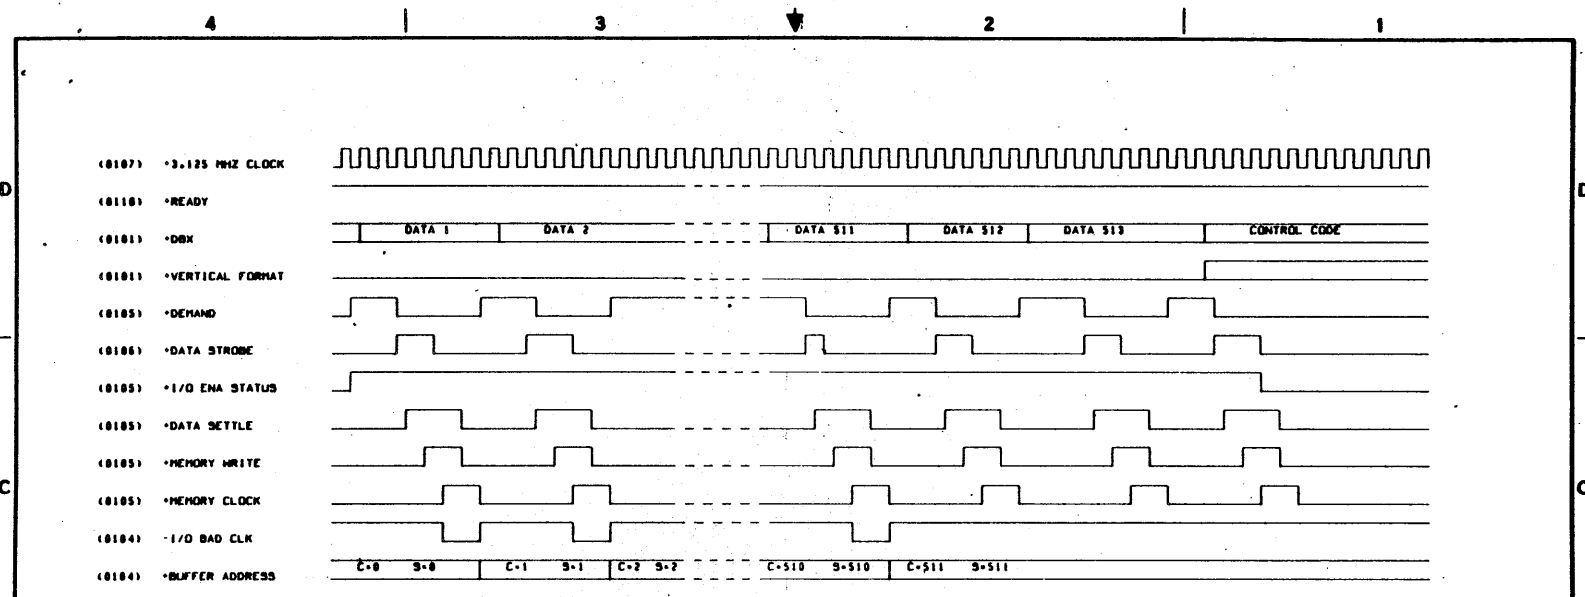 4 3 2 1
(0107) +3.125 MHZ CLOCK
D D
(0110) +READY
(0101) +DBX DATA 1 DATA 2 DATA 511 DATA 512 DATA 513 CONTROL CODE
(0101) +VERTICAL FORMAT
(0105) +DEMAND
(0106) +DATA STROBE
(0105) +I/O ENA STATUS
(0105) +DATA SETTLE
(0105) +MEMORY WRITE
C C
(0105) +MEMORY CLOCK
(0104) -I/O BAD CLK
(0104) +BUFFER ADDRESS C=0 S=0 C=1 S=1 C=2 S=2 C=510 S=510 C=511 S=511